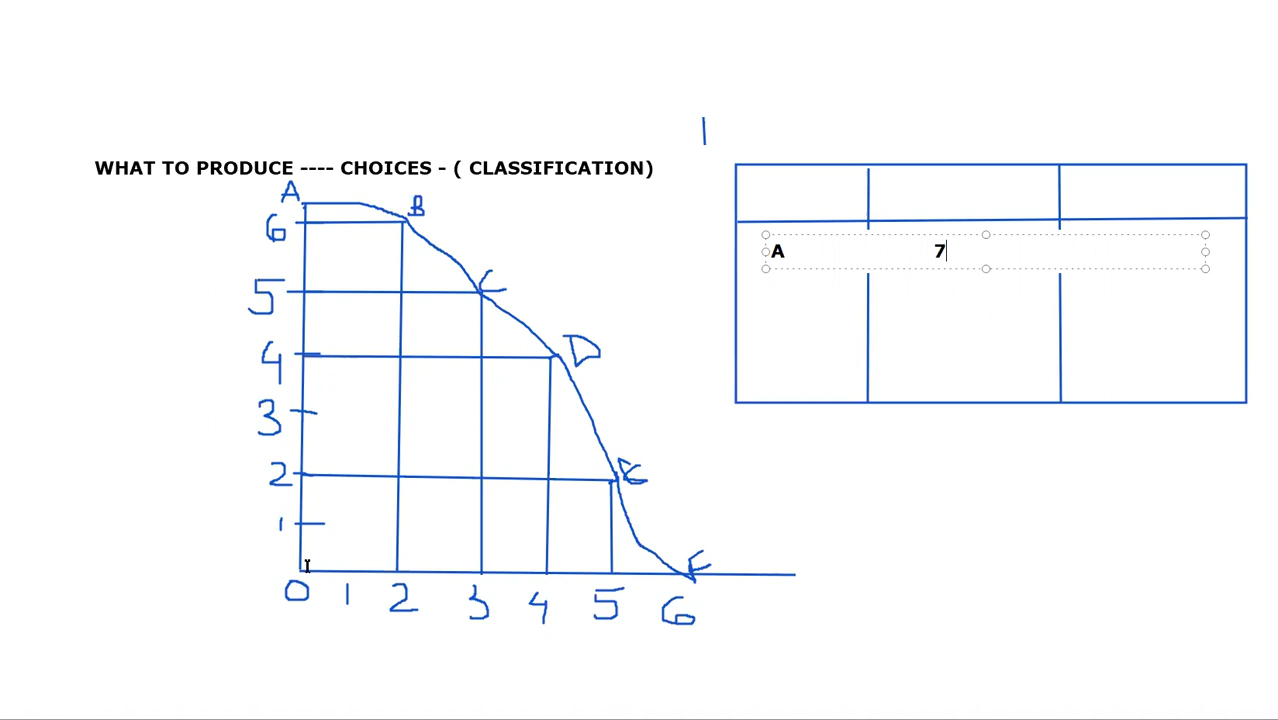 WHAT TO PRODUCE ---- CHOICES - ( CLASSIFICATION)
A
B
6
A 7
5 C
4 D
3
2 E
1
F
0 1 2 3 4 5 6